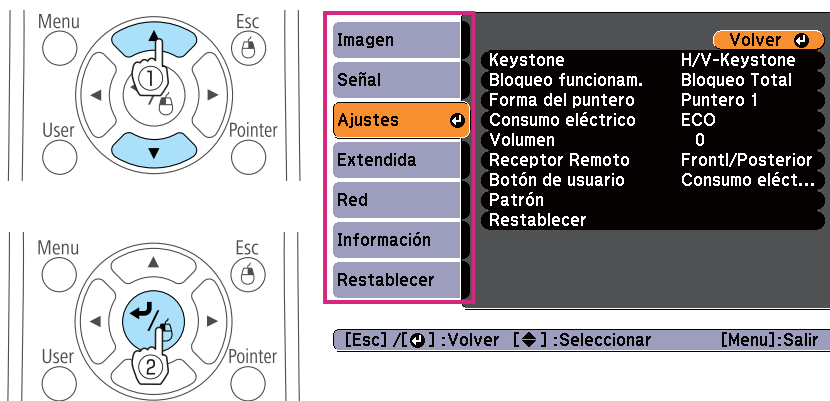 Menu
Esc
1
User
Pointer
Menu
Esc
User
2
Pointer
Imagen
Señal
Ajustes
Extendida
Red
Información
Restablecer
Volver
Keystone H/V-Keystone
Bloqueo funcionam. Bloqueo Total
Forma del puntero Puntero 1
Consumo eléctrico ECO
Volumen 0
Receptor Remoto Frontl/Posterior
Botón de usuario Consumo eléct...
Patrón
Restablecer
[Esc] /[ ] :Volver [ ] :Seleccionar [Menu]:Salir